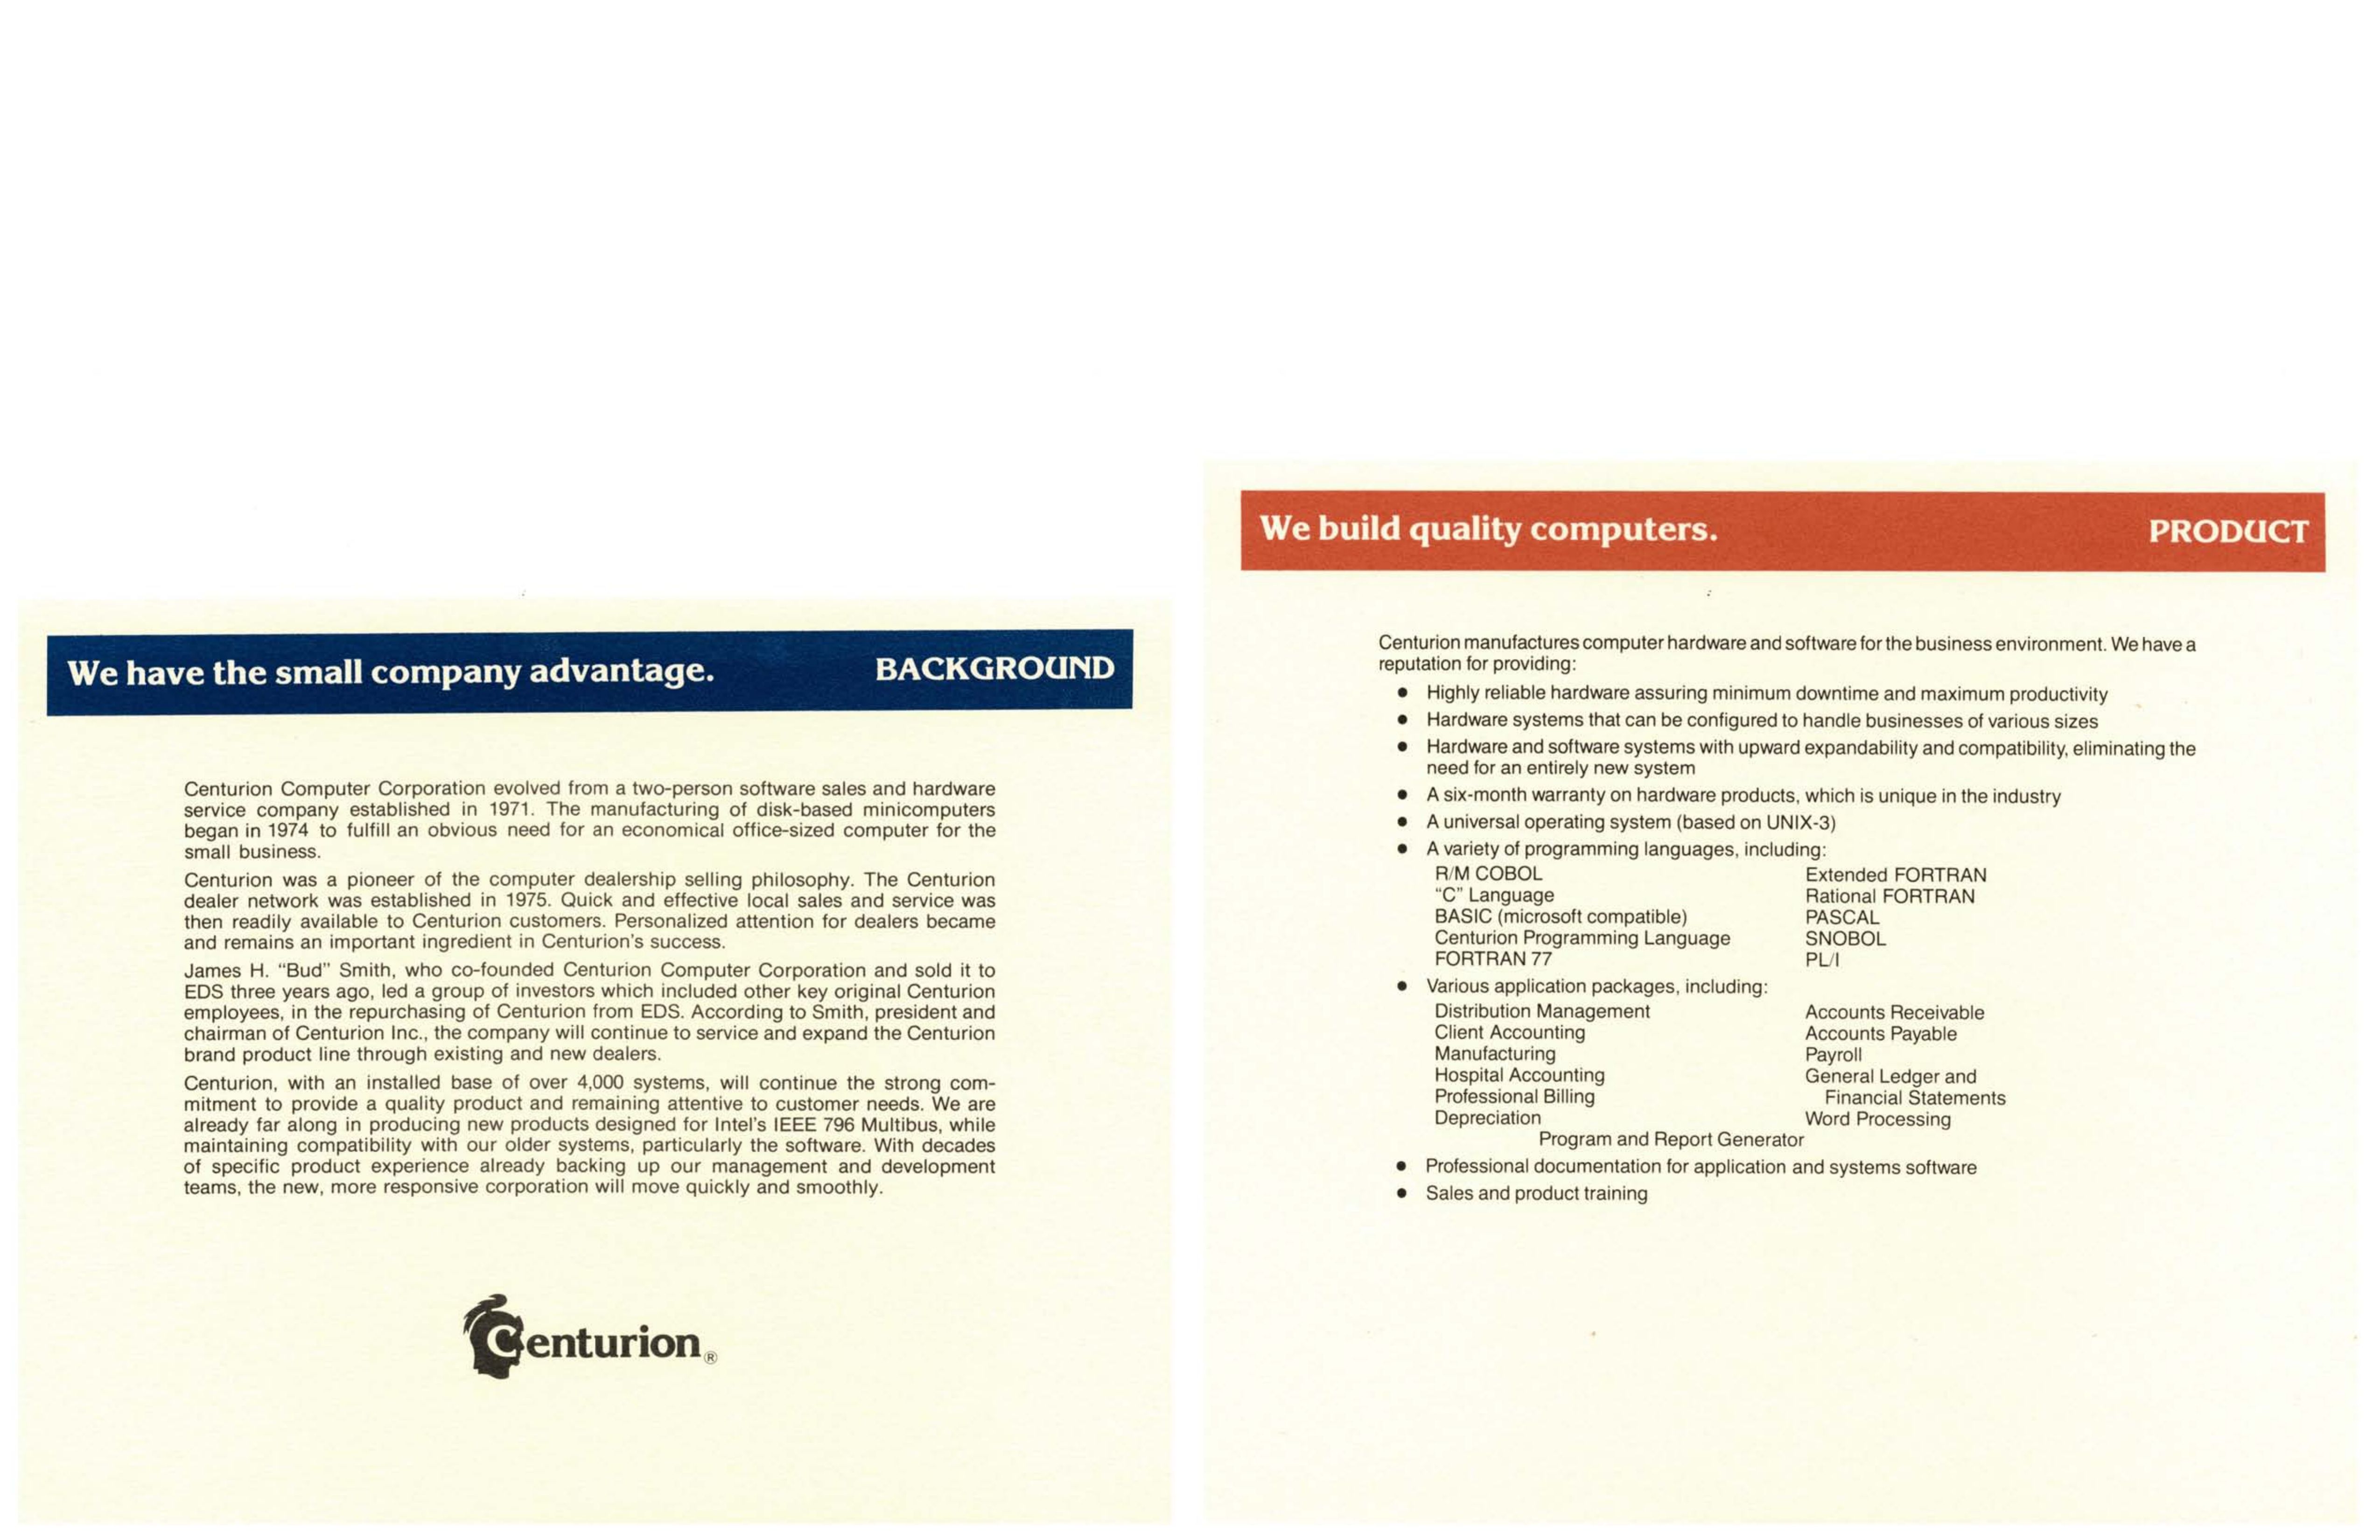 We have the small company advantage. BACKGROUND
Centurion Computer Corporation evolved from a two-person software sales and hardware
service company established in 1971. The manufacturing of disk-based minicomputers
began in 1974 to fulfill an obvious need for an economical office-sized computer for the
small business.
Centurion was a pioneer of the computer dealership selling philosophy. The Centurion
dealer network was established in 1975. Quick and effective local sales and service was
then readily available to Centurion customers. Personalized attention for dealers became
and remains an important ingredient in Centurion's success.
James H. “Bud” Smith, who co-founded Centurion Computer Corporation and sold it to
EDS three years ago, led a group of investors which included other key original Centurion
employees, in the repurchasing of Centurion from EDS. According to Smith, president and
chairman of Centurion Inc., the company will continue to service and expand the Centurion
brand product line through existing and new dealers.
Centurion, with an installed base of over 4,000 systems, will continue the strong com-
mitment to provide a quality product and remaining attentive to customer needs. We are
already far along in producing new products designed for Intel's IEEE 796 Multibus, while
maintaining compatibility with our older systems, particularly the software. With decades
of specific product experience already backing up our management and development
teams, the new, more responsive corporation will move quickly and smoothly.
Centurion®
We build quality computers. PRODUCT
Centurion manufactures computer hardware and software for the business environment. We have a
reputation for providing:
● Highly reliable hardware assuring minimum downtime and maximum productivity
● Hardware systems that can be configured to handle businesses of various sizes
● Hardware and software systems with upward expandability and compatibility, eliminating the
need for an entirely new system
● A six-month warranty on hardware products, which is unique in the industry
● A universal operating system (based on UNIX-3)
● A variety of programming languages, including:
R/M COBOL Extended FORTRAN
“C” Language Rational FORTRAN
BASIC (microsoft compatible) PASCAL
Centurion Programming Language SNOBOL
FORTRAN 77 PL/I
● Various application packages, including:
Distribution Management Accounts Receivable
Client Accounting Accounts Payable
Manufacturing Payroll
Hospital Accounting General Ledger and
Professional Billing Financial Statements
Depreciation Word Processing
Program and Report Generator
● Professional documentation for application and systems software
● Sales and product training